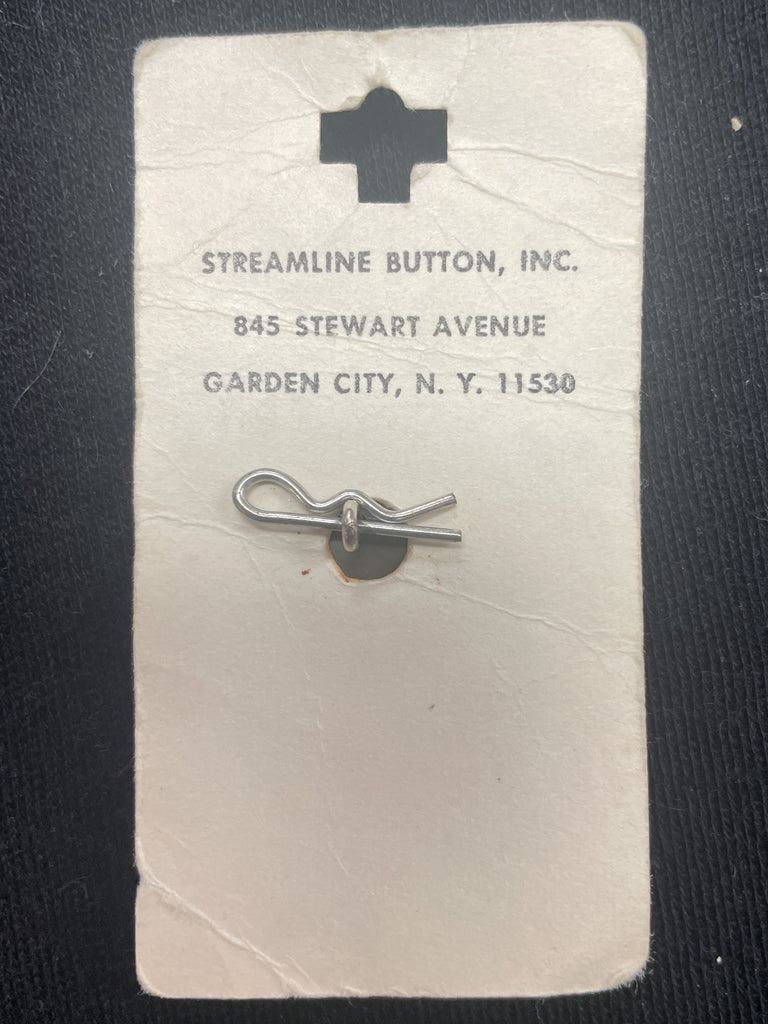 STREAMLINE BUTTON, INC.
845 STEWART AVENUE
GARDEN CITY, N. Y. 11530